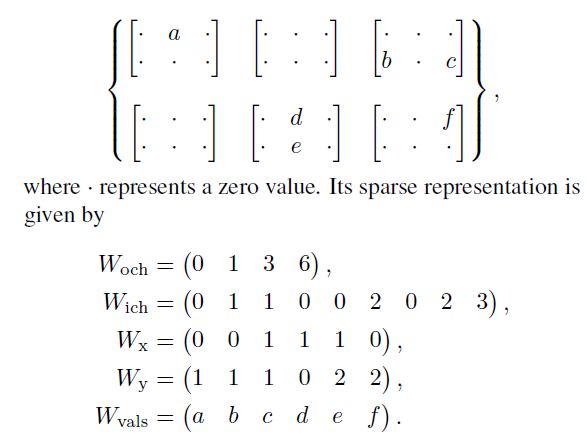 { [· a ·] [· · ·] [· · ·]
[· · ·] [· · ·] [b · c]
[· · ·] [· d ·] [· · f]
[· · ·] [· e ·] [· · ·] },
where · represents a zero value. Its sparse representation is
given by
W_och = (0 1 3 6),
W_ich = (0 1 1 0 0 2 0 2 3),
W_x = (0 0 1 1 1 0),
W_y = (1 1 1 0 2 2),
W_vals = (a b c d e f).